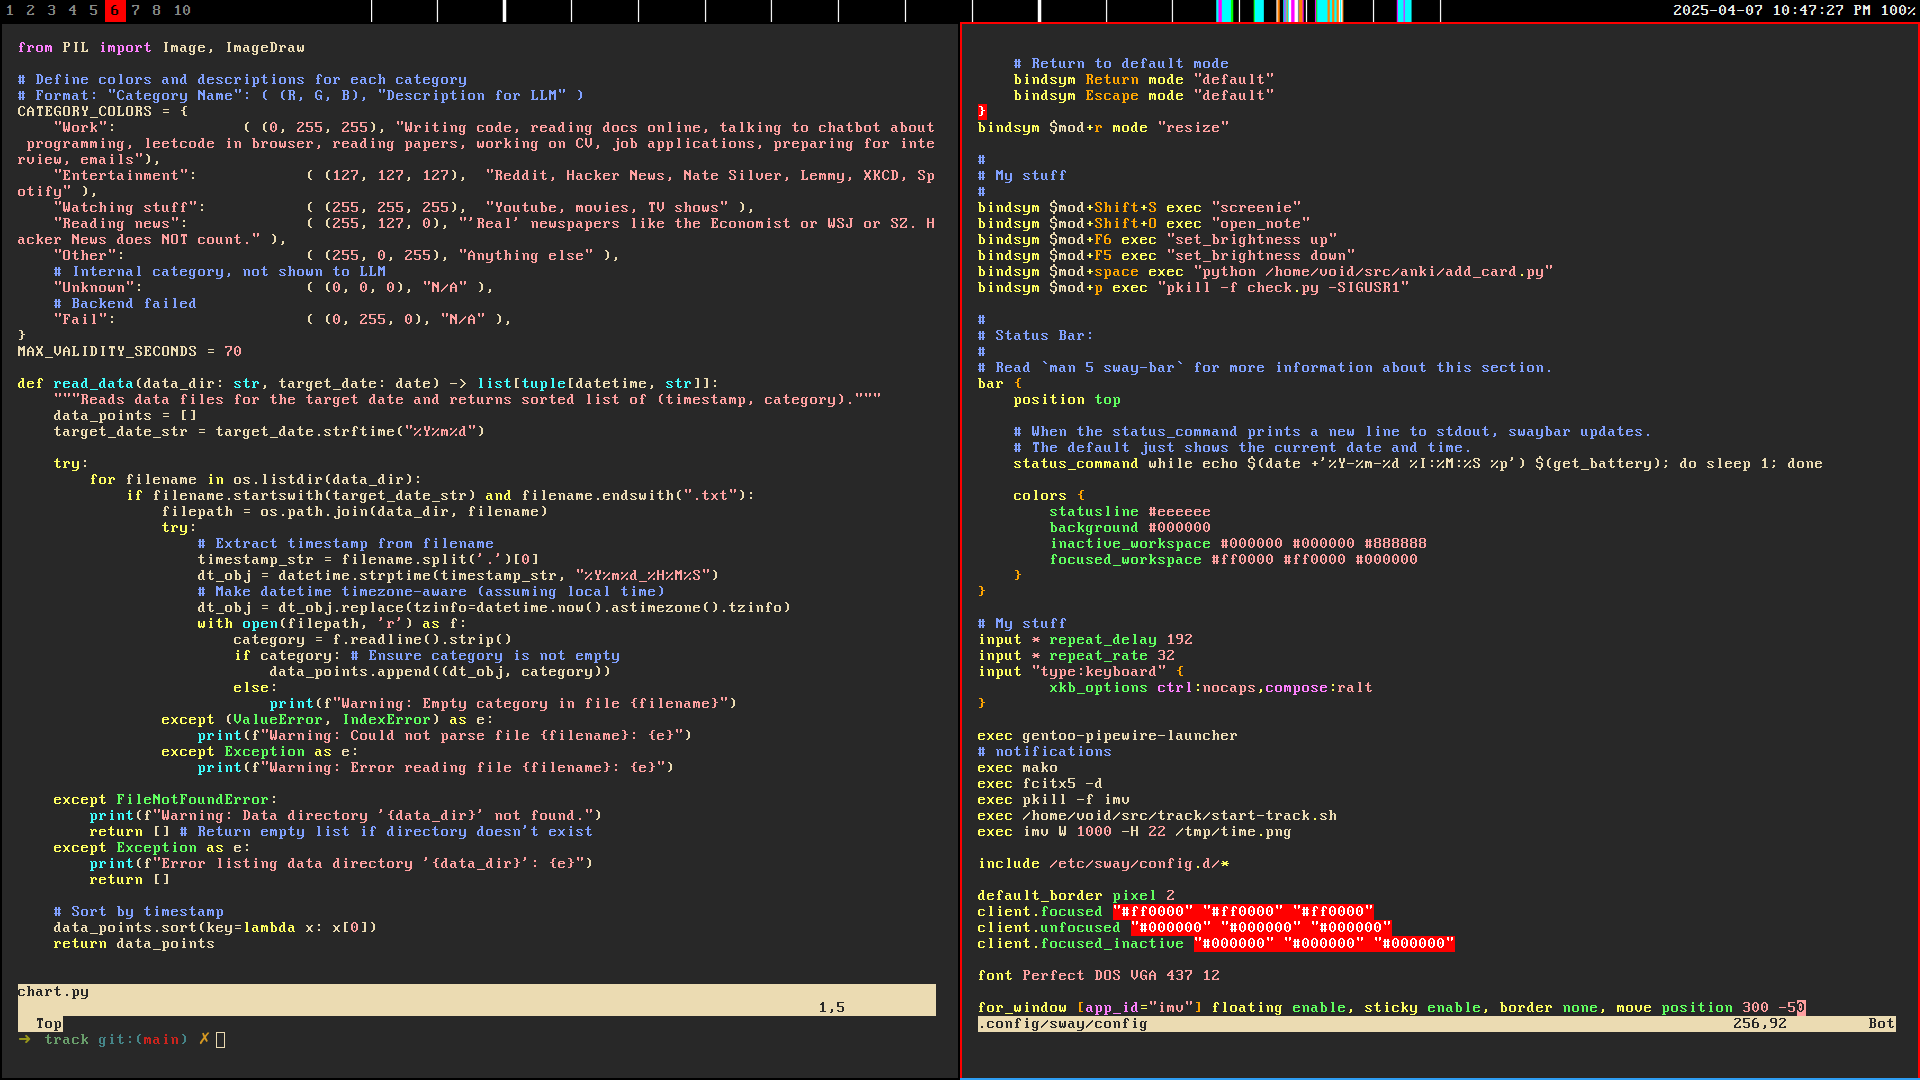 1 2 3 4 5 6 7 8 10
2025-04-07 10:47:27 PM 100%
from PIL import Image, ImageDraw
# Define colors and descriptions for each category
# Format: "Category Name": ( (R, G, B), "Description for LLM" )
CATEGORY_COLORS = {
"Work": ( (0, 255, 255), "Writing code, reading docs online, talking to chatbot about
programming, leetcode in browser, reading papers, working on CV, job applications, preparing for inte
rview, emails"),
"Entertainment": ( (127, 127, 127), "Reddit, Hacker News, Nate Silver, Lemmy, XKCD, Sp
otify" ),
"Watching stuff": ( (255, 255, 255), "Youtube, movies, TV shows" ),
"Reading news": ( (255, 127, 0), "'Real' newspapers like the Economist or WSJ or SZ. H
acker News does NOT count." ),
"Other": ( (255, 0, 255), "Anything else" ),
# Internal category, not shown to LLM
"Unknown": ( (0, 0, 0), "N/A" ),
# Backend failed
"Fail": ( (0, 255, 0), "N/A" ),
}
MAX_VALIDITY_SECONDS = 70
def read_data(data_dir: str, target_date: date) -> list[tuple[datetime, str]]:
"""Reads data files for the target date and returns sorted list of (timestamp, category)."""
data_points = []
target_date_str = target_date.strftime("%Y%m%d")
try:
for filename in os.listdir(data_dir):
if filename.startswith(target_date_str) and filename.endswith(".txt"):
filepath = os.path.join(data_dir, filename)
try:
# Extract timestamp from filename
timestamp_str = filename.split('.')[0]
dt_obj = datetime.strptime(timestamp_str, "%Y%m%d_%H%M%S")
# Make datetime timezone-aware (assuming local time)
dt_obj = dt_obj.replace(tzinfo=datetime.now().astimezone().tzinfo)
with open(filepath, 'r') as f:
category = f.readline().strip()
if category: # Ensure category is not empty
data_points.append((dt_obj, category))
else:
print(f"Warning: Empty category in file {filename}")
except (ValueError, IndexError) as e:
print(f"Warning: Could not parse file {filename}: {e}")
except Exception as e:
print(f"Warning: Error reading file {filename}: {e}")
except FileNotFoundError:
print(f"Warning: Data directory '{data_dir}' not found.")
return [] # Return empty list if directory doesn't exist
except Exception as e:
print(f"Error listing data directory '{data_dir}': {e}")
return []
# Sort by timestamp
data_points.sort(key=lambda x: x[0])
return data_points
chart.py
1,5
Top
→ track git:(main) ✗
# Return to default mode
bindsym Return mode "default"
bindsym Escape mode "default"
}
bindsym $mod+r mode "resize"
#
# My stuff
#
bindsym $mod+Shift+S exec "screenie"
bindsym $mod+Shift+O exec "open_note"
bindsym $mod+F6 exec "set_brightness up"
bindsym $mod+F5 exec "set_brightness down"
bindsym $mod+space exec "python /home/void/src/anki/add_card.py"
bindsym $mod+p exec "pkill -f check.py -SIGUSR1"
#
# Status Bar:
#
# Read `man 5 sway-bar` for more information about this section.
bar {
position top
# When the status_command prints a new line to stdout, swaybar updates.
# The default just shows the current date and time.
status_command while echo $(date +'%Y-%m-%d %I:%M:%S %p') $(get_battery); do sleep 1; done
colors {
statusline #eeeeee
background #000000
inactive_workspace #000000 #000000 #888888
focused_workspace #ff0000 #ff0000 #000000
}
}
# My stuff
input * repeat_delay 192
input * repeat_rate 32
input "type:keyboard" {
xkb_options ctrl:nocaps,compose:ralt
}
exec gentoo-pipewire-launcher
# notifications
exec mako
exec fcitx5 -d
exec pkill -f imv
exec /home/void/src/track/start-track.sh
exec imv W 1000 -H 22 /tmp/time.png
include /etc/sway/config.d/*
default_border pixel 2
client.focused "#ff0000" "#ff0000" "#ff0000"
client.unfocused "#000000" "#000000" "#000000"
client.focused_inactive "#000000" "#000000" "#000000"
font Perfect DOS VGA 437 12
for_window [app_id="imv"] floating enable, sticky enable, border none, move position 300 -50
.config/sway/config 256,92 Bot